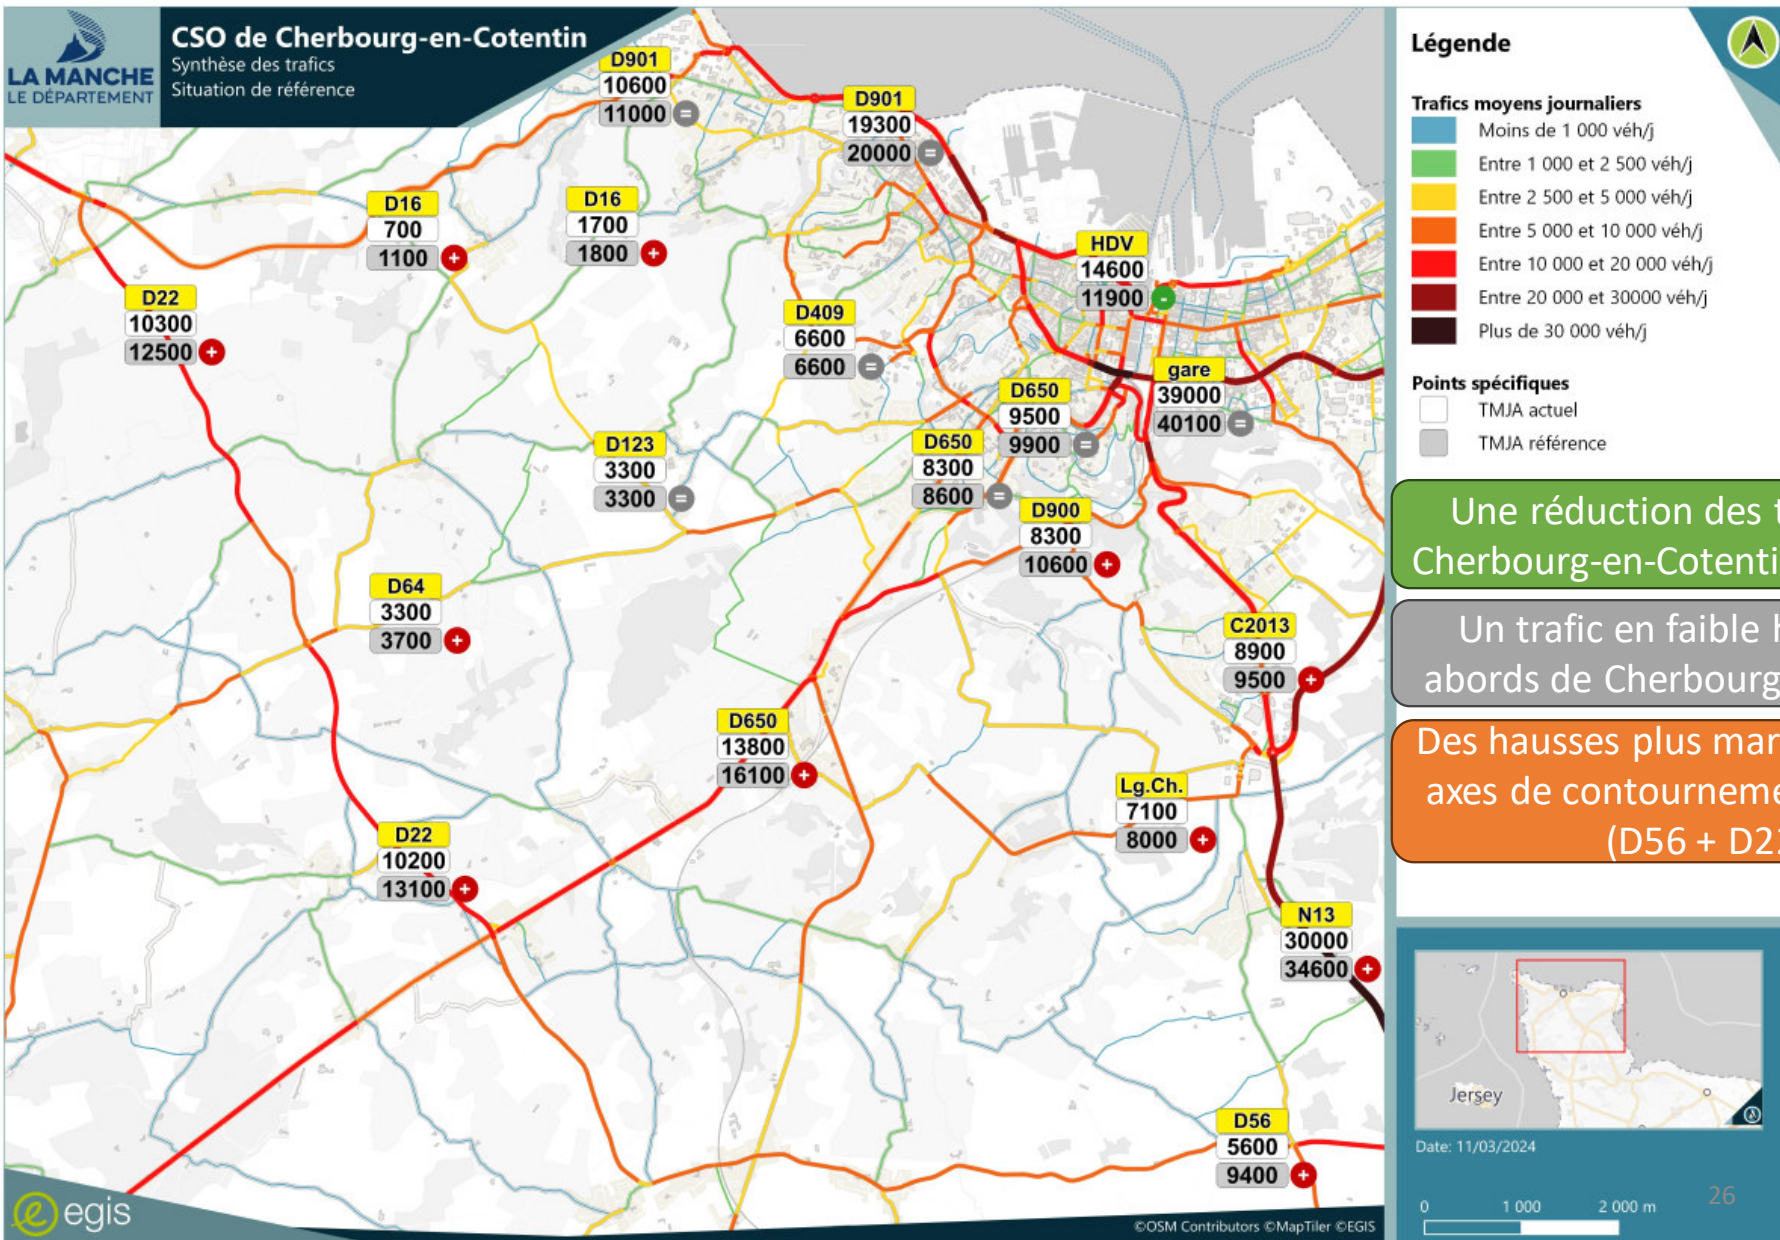 LA MANCHE
LE DÉPARTEMENT
CSO de Cherbourg-en-Cotentin
Synthèse des trafics
Situation de référence
D901
10600
11000 =
D901
19300
20000 =
D16
700
1100 +
D16
1700
1800 +
HDV
14600
11900 -
D22
10300
12500 +
D409
6600
6600 =
gare
39000
40100 =
D650
9500
9900 =
D123
3300
3300 =
D650
8300
8600 =
D900
8300
10600 +
D64
3300
3700 +
C2013
8900
9500 +
D650
13800
16100 +
Lg.Ch.
7100
8000 +
D22
10200
13100 +
N13
30000
34600 +
D56
5600
9400 +
egis
©OSM Contributors ©MapTiler ©EGIS
Légende
Trafics moyens journaliers
Moins de 1 000 véh/j
Entre 1 000 et 2 500 véh/j
Entre 2 500 et 5 000 véh/j
Entre 5 000 et 10 000 véh/j
Entre 10 000 et 20 000 véh/j
Entre 20 000 et 30000 véh/j
Plus de 30 000 véh/j
Points spécifiques
TMJA actuel
TMJA référence
Une réduction des
Cherbourg-en-Cotenti
Un trafic en faible
abords de Cherbourg
Des hausses plus mar
axes de contourneme
(D56 + D22
Jersey
Date: 11/03/2024
0 1 000 2 000 m
26